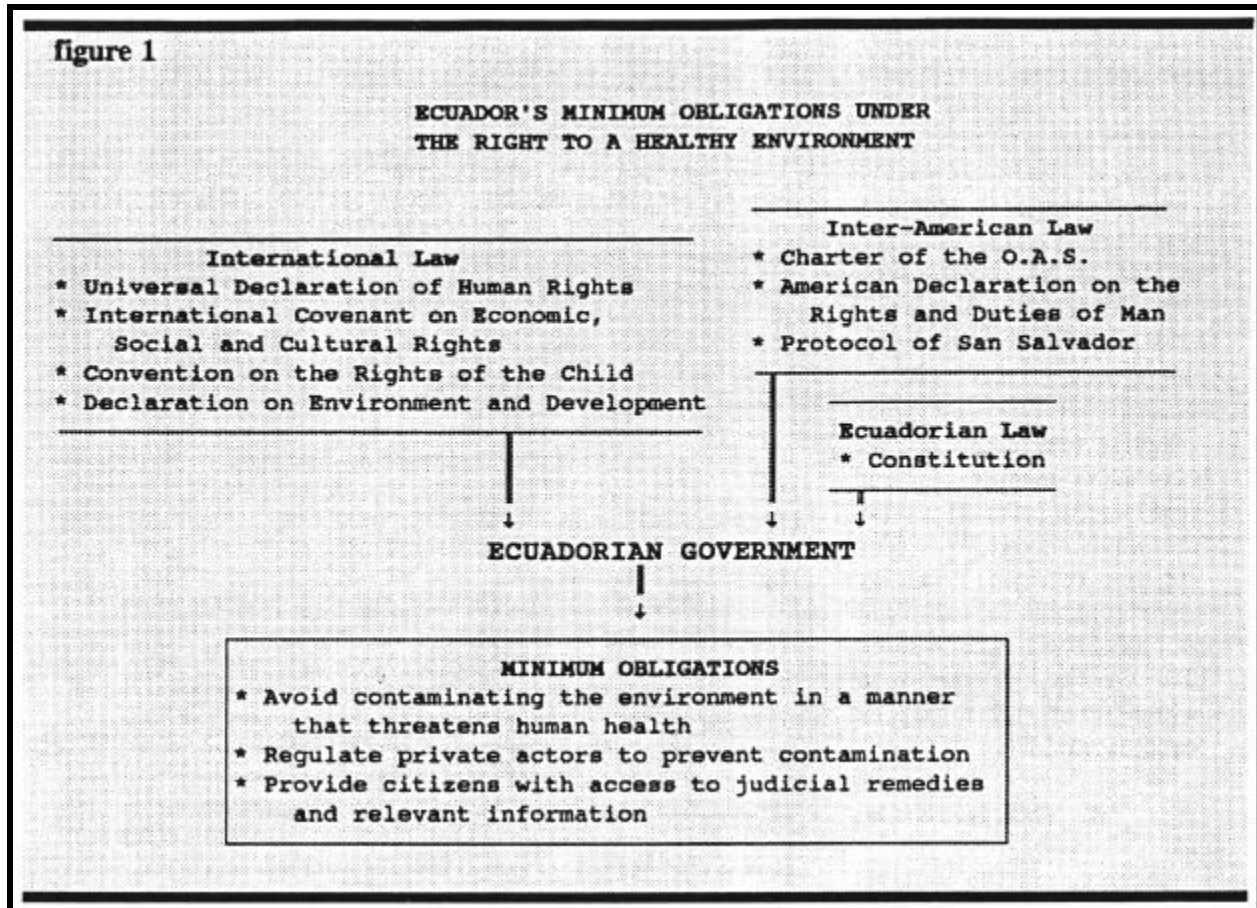 figure 1
ECUADOR'S MINIMUM OBLIGATIONS UNDER
THE RIGHT TO A HEALTHY ENVIRONMENT
International Law
* Universal Declaration of Human Rights
* International Covenant on Economic,
Social and Cultural Rights
* Convention on the Rights of the Child
* Declaration on Environment and Development
Inter-American Law
* Charter of the O.A.S.
* American Declaration on the
Rights and Duties of Man
* Protocol of San Salvador
Ecuadorian Law
* Constitution
ECUADORIAN GOVERNMENT
MINIMUM OBLIGATIONS
* Avoid contaminating the environment in a manner
that threatens human health
* Regulate private actors to prevent contamination
* Provide citizens with access to judicial remedies
and relevant information